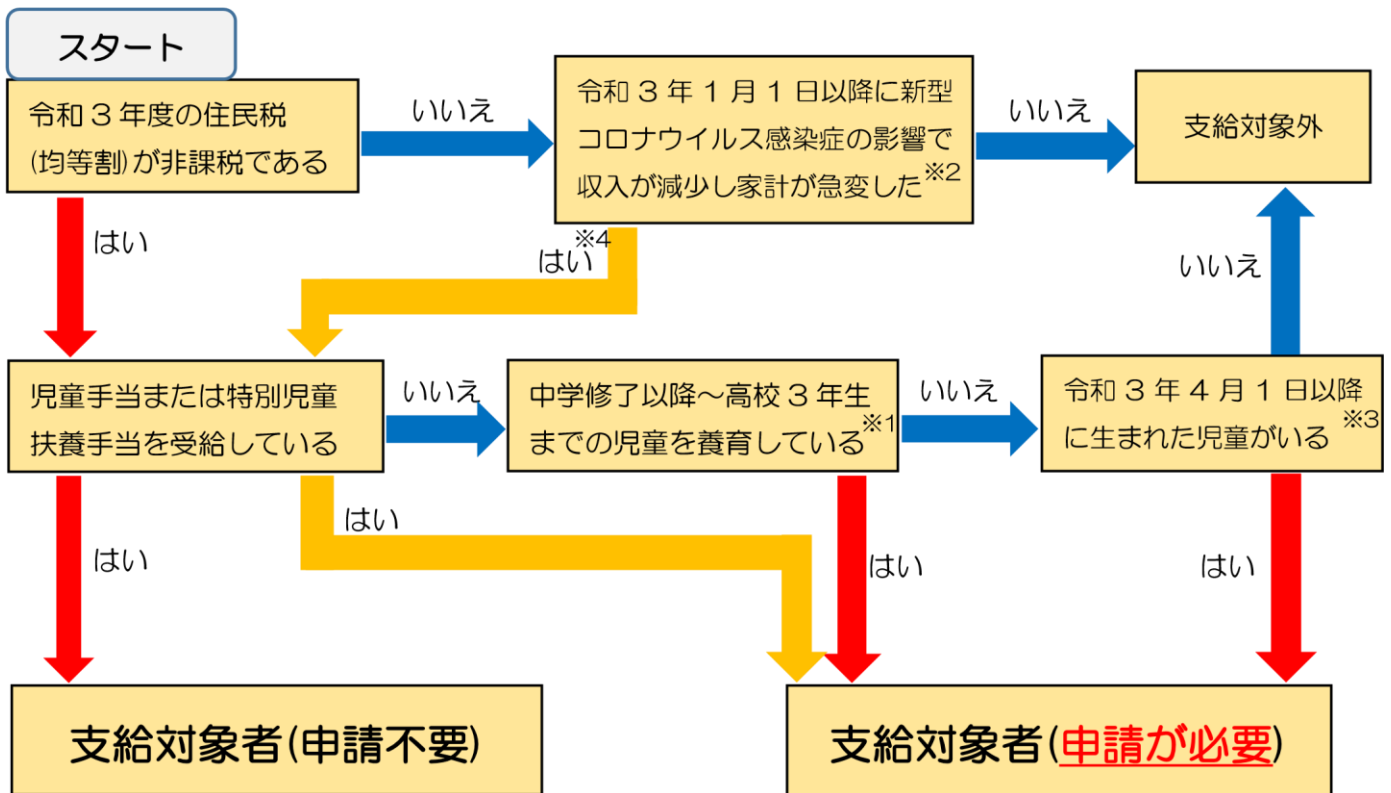 スタート
令和３年度の住民税
(均等割)が非課税である
いいえ
令和３年１月１日以降に新型
コロナウイルス感染症の影響で
収入が減少し家計が急変した※2
いいえ
支給対象外
はい
※4
はい
いいえ
児童手当または特別児童
扶養手当を受給している
いいえ
中学修了以降～高校３年生
までの児童を養育している※1
いいえ
令和３年４月１日以降
に生まれた児童がいる※3
はい
はい
はい
はい
支給対象者(申請不要)
支給対象者(申請が必要)